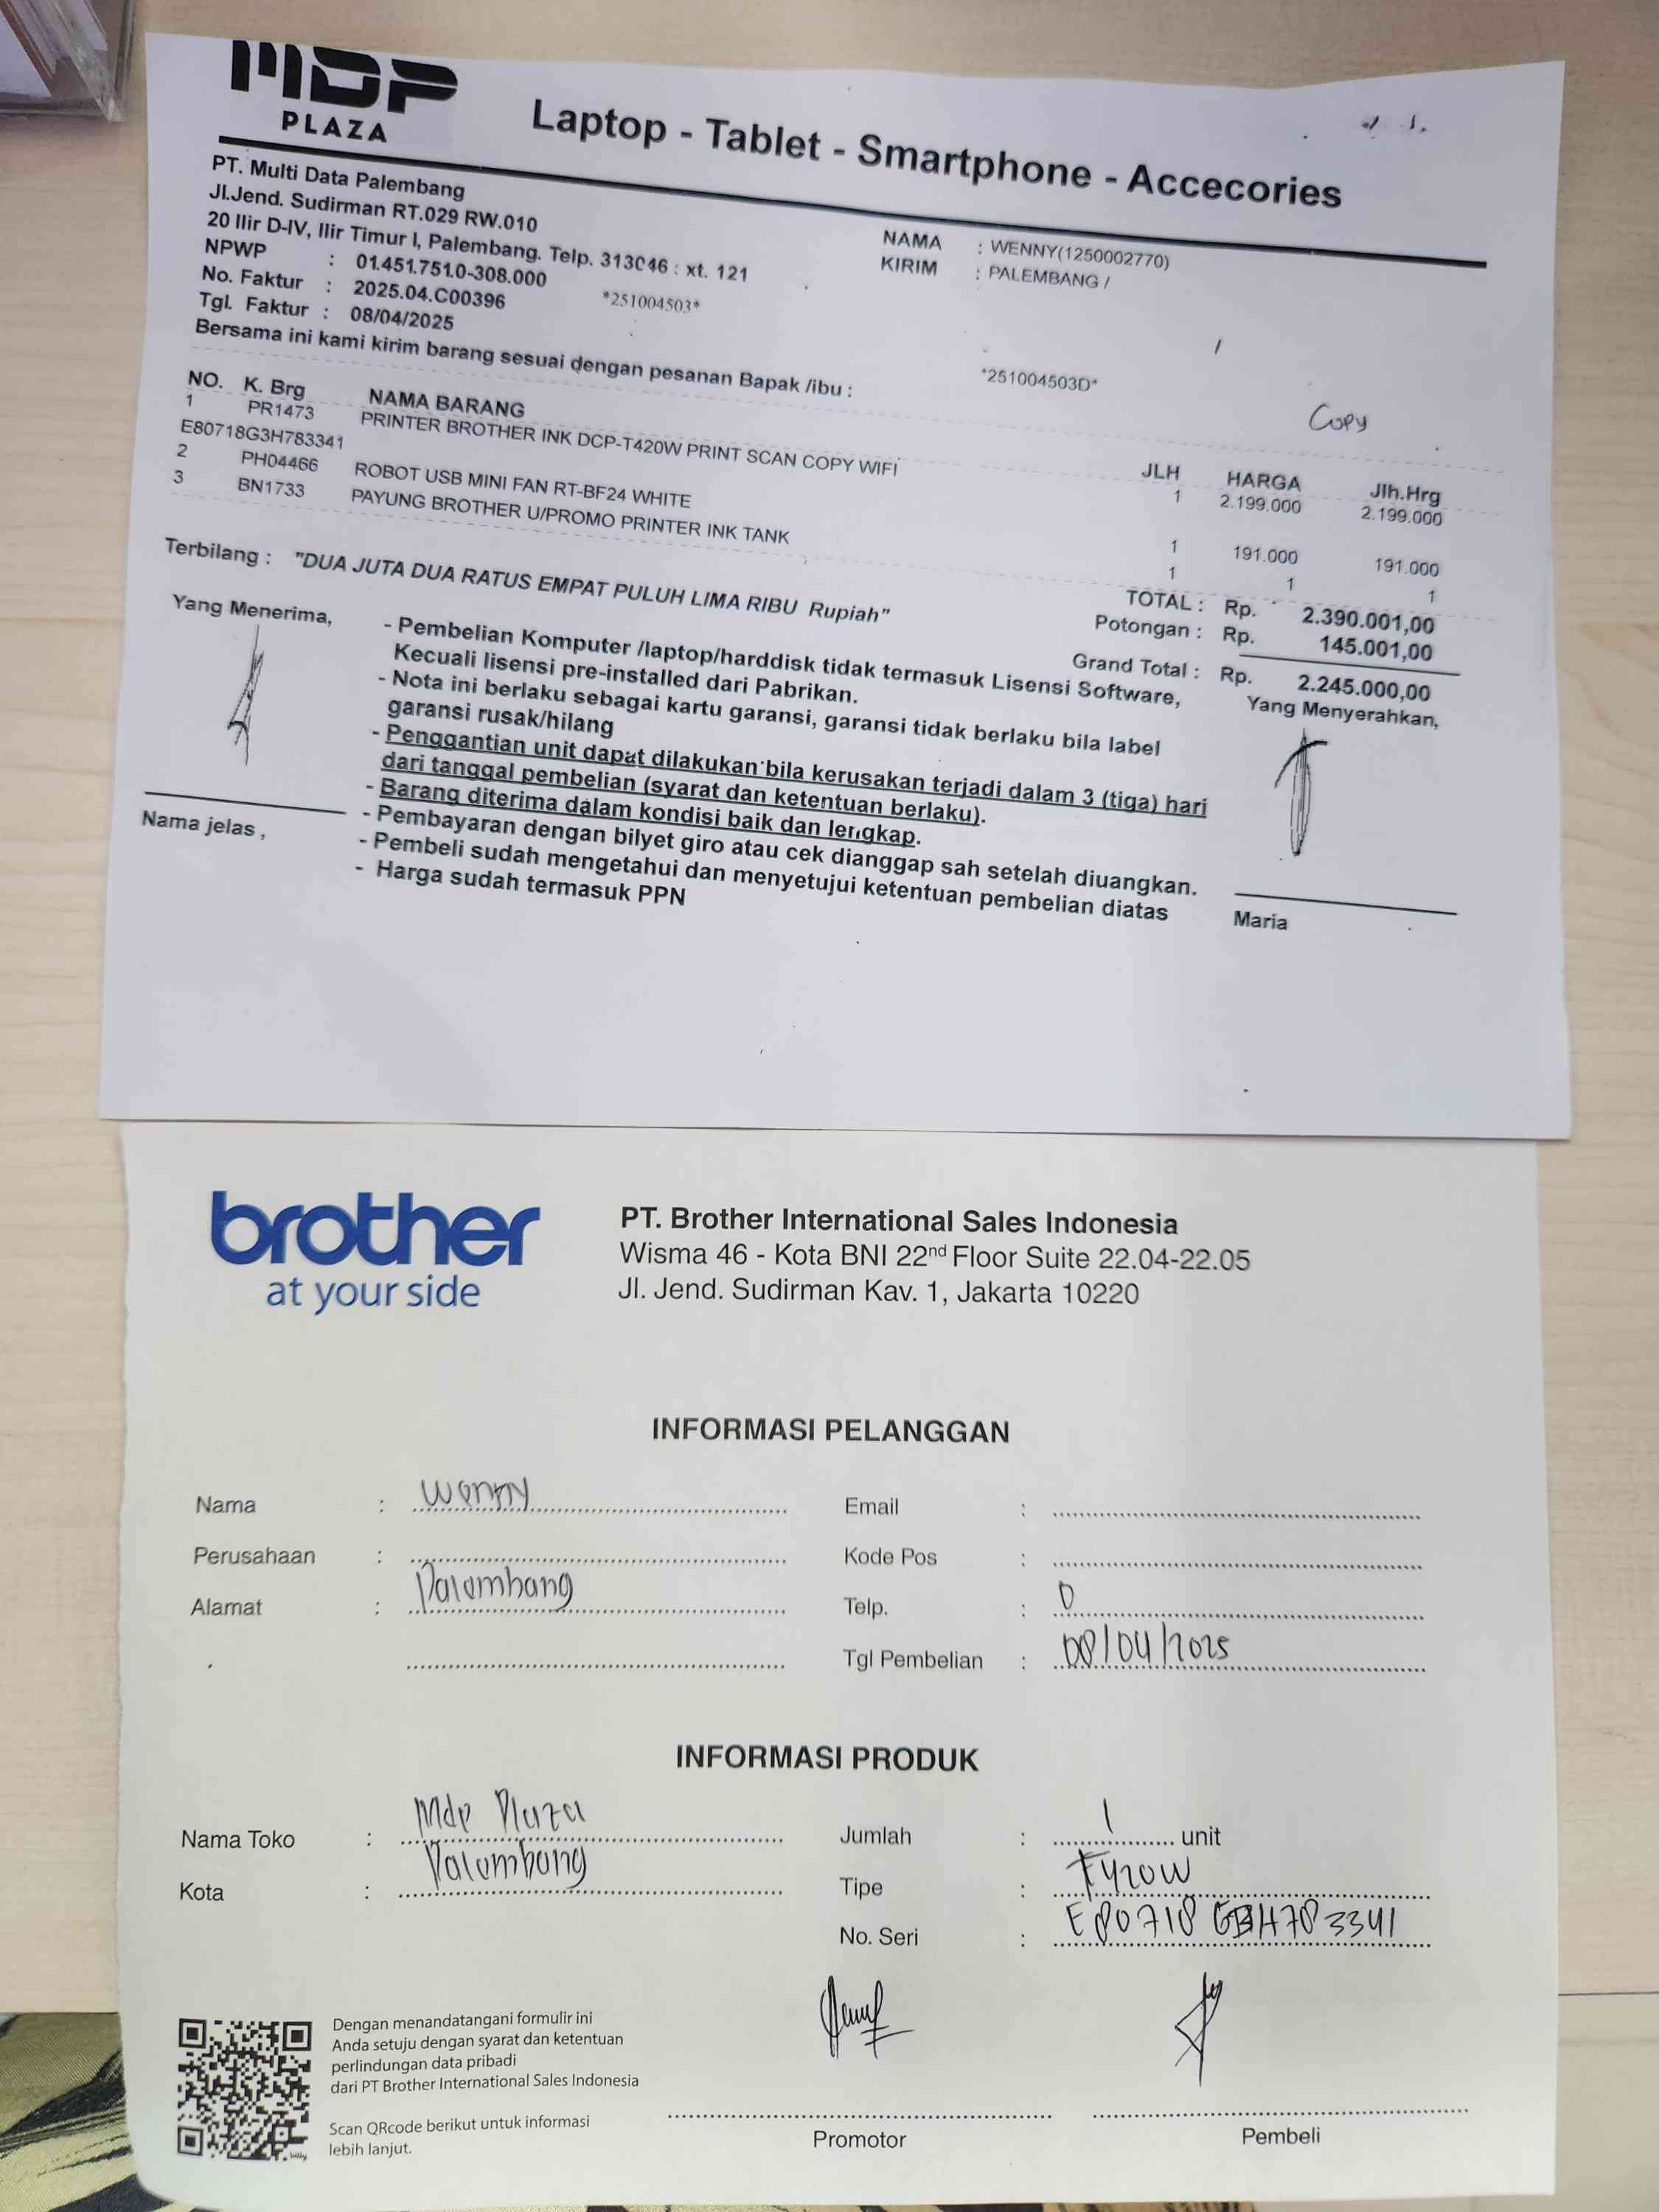 MDP
PLAZA
Laptop - Tablet - Smartphone - Accecories
PT. Multi Data Palembang
Jl.Jend. Sudirman RT.029 RW.010
20 Ilir D-IV, Ilir Timur I, Palembang. Telp. 313046 : xt. 121
NPWP : 01.451.751.0-308.000
No. Faktur : 2025.04.C00396 *251004503*
Tgl. Faktur : 08/04/2025
NAMA : WENNY(1250002770)
KIRIM : PALEMBANG /
Bersama ini kami kirim barang sesuai dengan pesanan Bapak /ibu :
*251004503D*
/
Copy
NO. K. Brg NAMA BARANG JLH HARGA Jlh.Hrg
1 PR1473 PRINTER BROTHER INK DCP-T420W PRINT SCAN COPY WIFI 1 2.199.000 2.199.000
E80718G3H783341
2 PH04466 ROBOT USB MINI FAN RT-BF24 WHITE 1 191.000 191.000
3 BN1733 PAYUNG BROTHER U/PROMO PRINTER INK TANK 1 1 1
TOTAL : Rp. 2.390.001,00
Potongan : Rp. 145.001,00
Grand Total : Rp. 2.245.000,00
Terbilang : "DUA JUTA DUA RATUS EMPAT PULUH LIMA RIBU Rupiah"
Yang Menerima,
- Pembelian Komputer /laptop/harddisk tidak termasuk Lisensi Software,
Kecuali lisensi pre-installed dari Pabrikan.
- Nota ini berlaku sebagai kartu garansi, garansi tidak berlaku bila label
garansi rusak/hilang
- Penggantian unit dapat dilakukan bila kerusakan terjadi dalam 3 (tiga) hari
dari tanggal pembelian (syarat dan ketentuan berlaku).
- Barang diterima dalam kondisi baik dan lengkap.
- Pembayaran dengan bilyet giro atau cek dianggap sah setelah diuangkan.
- Pembeli sudah mengetahui dan menyetujui ketentuan pembelian diatas
- Harga sudah termasuk PPN
Yang Menyerahkan,
Nama jelas ,
Maria
brother
at your side
PT. Brother International Sales Indonesia
Wisma 46 - Kota BNI 22nd Floor Suite 22.04-22.05
Jl. Jend. Sudirman Kav. 1, Jakarta 10220
INFORMASI PELANGGAN
Nama : Wenny
Perusahaan :
Alamat : Palembang
Email :
Kode Pos :
Telp. : 0
Tgl Pembelian : 08/04/2025
INFORMASI PRODUK
Nama Toko : Mdp Plaza
Kota : Palembang
Jumlah : 1 unit
Tipe : T420W
No. Seri : E80718G3H783341
Dengan menandatangani formulir ini
Anda setuju dengan syarat dan ketentuan
perlindungan data pribadi
dari PT Brother International Sales Indonesia
Scan QRcode berikut untuk informasi
lebih lanjut.
Promotor
Pembeli